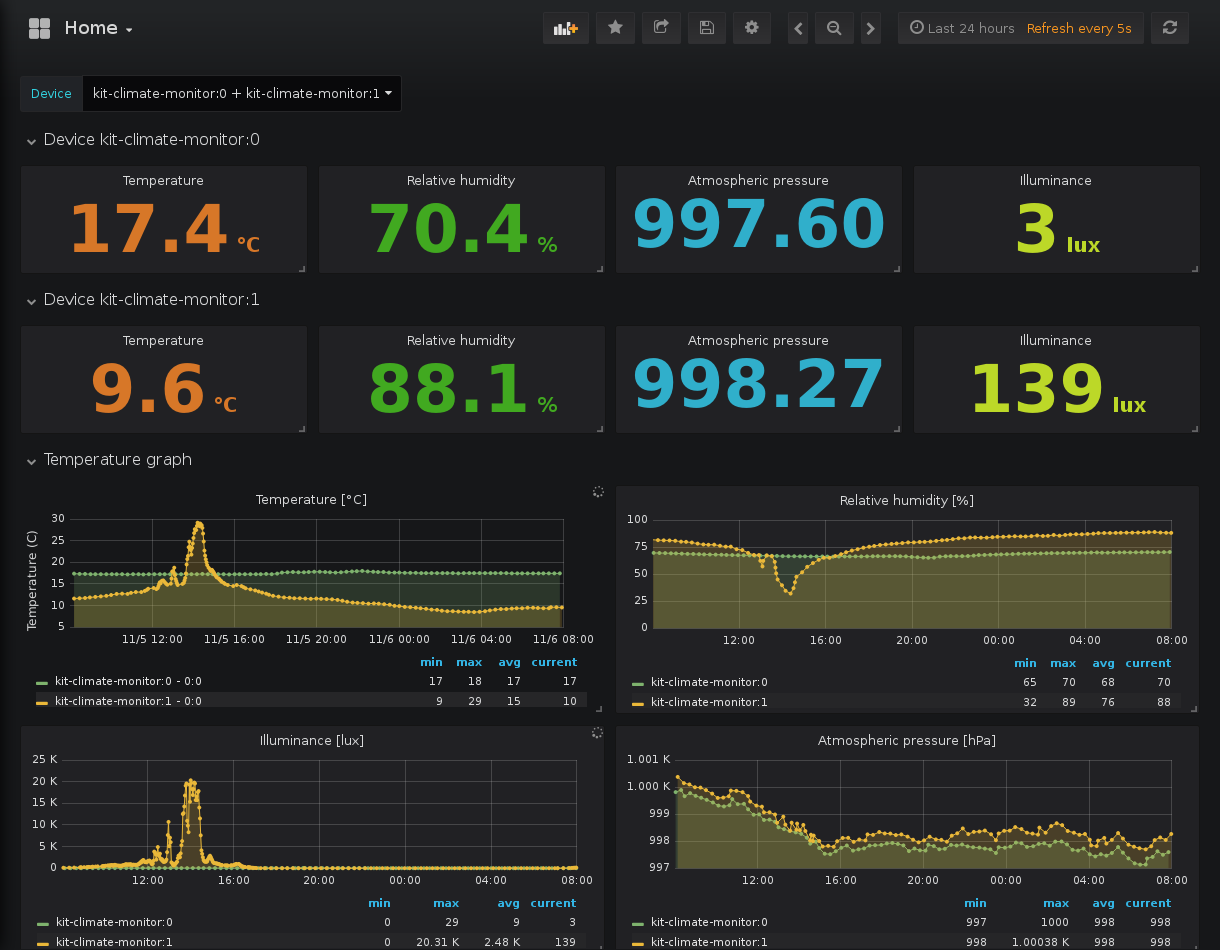 Home
Last 24 hours Refresh every 5s
Device kit-climate-monitor:0 + kit-climate-monitor:1
Device kit-climate-monitor:0
Temperature
17.4 °C
Relative humidity
70.4 %
Atmospheric pressure
997.60
Illuminance
3 lux
Device kit-climate-monitor:1
Temperature
9.6 °C
Relative humidity
88.1 %
Atmospheric pressure
998.27
Illuminance
139 lux
Temperature graph
Temperature [°C]
Temperature (C)
30
25
20
15
10
5
11/5 12:00 11/5 16:00 11/5 20:00 11/6 00:00 11/6 04:00 11/6 08:00
min max avg current
kit-climate-monitor:0 - 0:0 17 18 17 17
kit-climate-monitor:1 - 0:0 9 29 15 10
Relative humidity [%]
100
75
50
25
0
12:00 16:00 20:00 00:00 04:00 08:00
min max avg current
kit-climate-monitor:0 65 70 68 70
kit-climate-monitor:1 32 89 76 88
Illuminance [lux]
25 K
20 K
15 K
10 K
5 K
0
12:00 16:00 20:00 00:00 04:00 08:00
min max avg current
kit-climate-monitor:0 0 29 9 3
kit-climate-monitor:1 0 20.31 K 2.48 K 139
Atmospheric pressure [hPa]
1.001 K
1.000 K
999
998
997
12:00 16:00 20:00 00:00 04:00 08:00
min max avg current
kit-climate-monitor:0 997 1000 998 998
kit-climate-monitor:1 998 1.00038 K 998 998